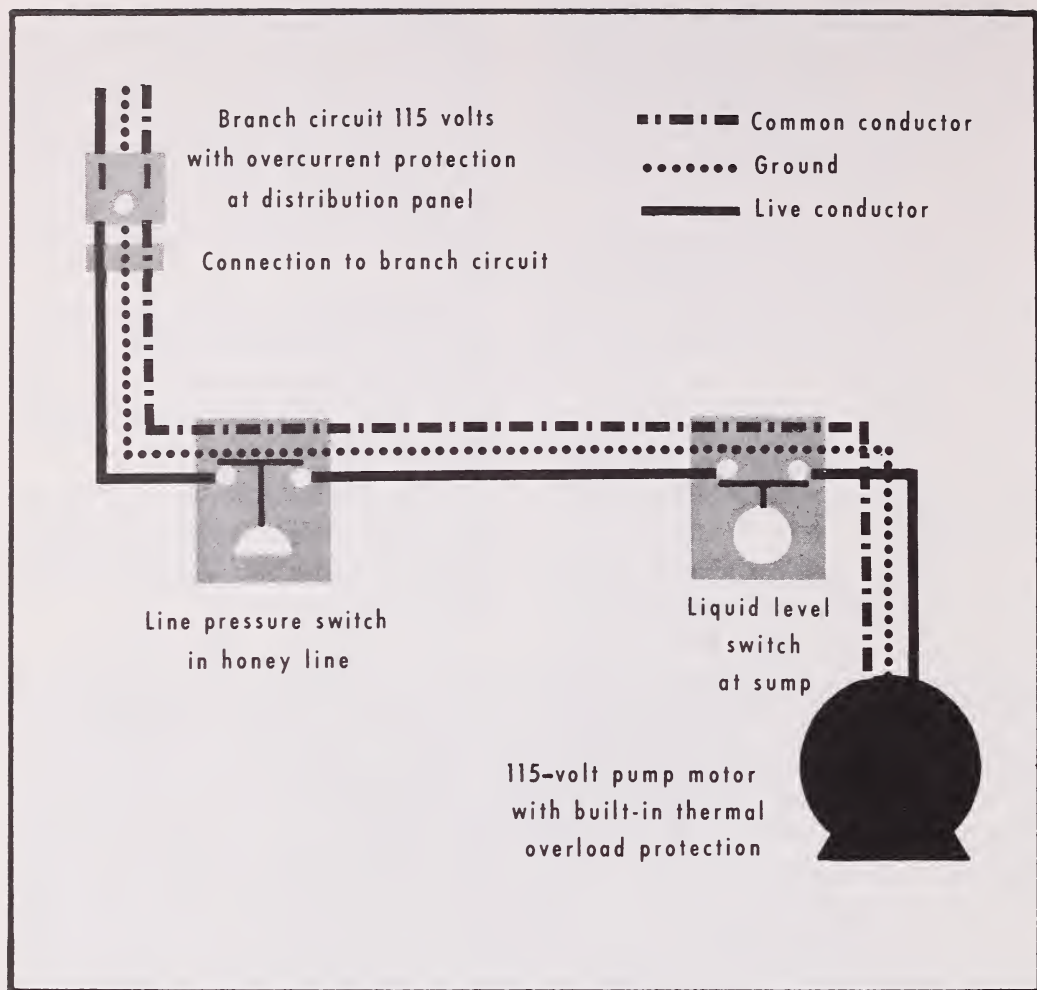 Branch circuit 115 volts
with overcurrent protection
at distribution panel
Common conductor
Ground
Live conductor
Connection to branch circuit
Line pressure switch
in honey line
Liquid level
switch
at sump
115-volt pump motor
with built-in thermal
overload protection